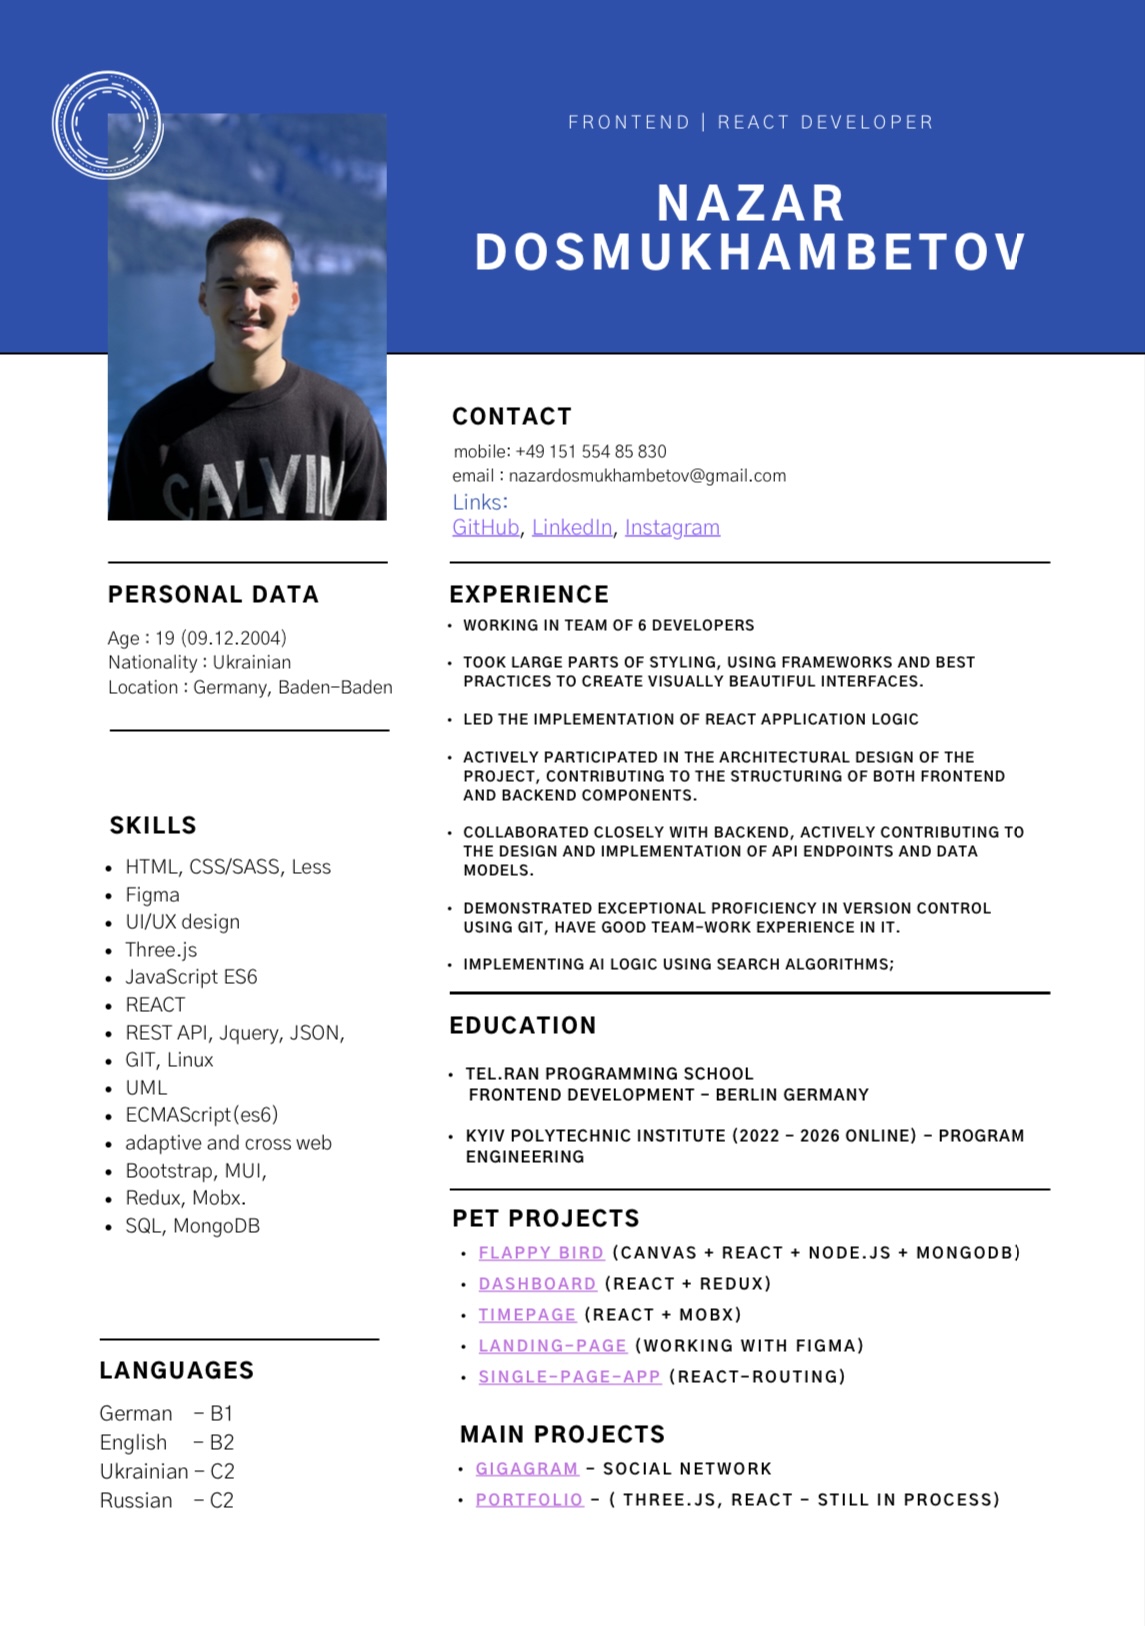 FRONTEND | REACT DEVELOPER
NAZAR
DOSMUKHAMBETOV
CALVIN
CONTACT
mobile: +49 151 554 85 830
email : nazardosmukhambetov@gmail.com
Links:
GitHub, LinkedIn, Instagram
PERSONAL DATA
Age : 19 (09.12.2004)
Nationality : Ukrainian
Location : Germany, Baden-Baden
SKILLS
• HTML, CSS/SASS, Less
• Figma
• UI/UX design
• Three.js
• JavaScript ES6
• REACT
• REST API, Jquery, JSON,
• GIT, Linux
• UML
• ECMAScript(es6)
• adaptive and cross web
• Bootstrap, MUI,
• Redux, Mobx.
• SQL, MongoDB
LANGUAGES
German - B1
English - B2
Ukrainian - C2
Russian - C2
EXPERIENCE
• WORKING IN TEAM OF 6 DEVELOPERS
• TOOK LARGE PARTS OF STYLING, USING FRAMEWORKS AND BEST
PRACTICES TO CREATE VISUALLY BEAUTIFUL INTERFACES.
• LED THE IMPLEMENTATION OF REACT APPLICATION LOGIC
• ACTIVELY PARTICIPATED IN THE ARCHITECTURAL DESIGN OF THE
PROJECT, CONTRIBUTING TO THE STRUCTURING OF BOTH FRONTEND
AND BACKEND COMPONENTS.
• COLLABORATED CLOSELY WITH BACKEND, ACTIVELY CONTRIBUTING TO
THE DESIGN AND IMPLEMENTATION OF API ENDPOINTS AND DATA
MODELS.
• DEMONSTRATED EXCEPTIONAL PROFICIENCY IN VERSION CONTROL
USING GIT, HAVE GOOD TEAM-WORK EXPERIENCE IN IT.
• IMPLEMENTING AI LOGIC USING SEARCH ALGORITHMS;
EDUCATION
• TEL.RAN PROGRAMMING SCHOOL
FRONTEND DEVELOPMENT - BERLIN GERMANY
• KYIV POLYTECHNIC INSTITUTE (2022 - 2026 ONLINE) - PROGRAM
ENGINEERING
PET PROJECTS
• FLAPPY BIRD (CANVAS + REACT + NODE.JS + MONGODB)
• DASHBOARD (REACT + REDUX)
• TIMEPAGE (REACT + MOBX)
• LANDING-PAGE (WORKING WITH FIGMA)
• SINGLE-PAGE-APP (REACT-ROUTING)
MAIN PROJECTS
• GIGAGRAM - SOCIAL NETWORK
• PORTFOLIO - ( THREE.JS, REACT - STILL IN PROCESS)